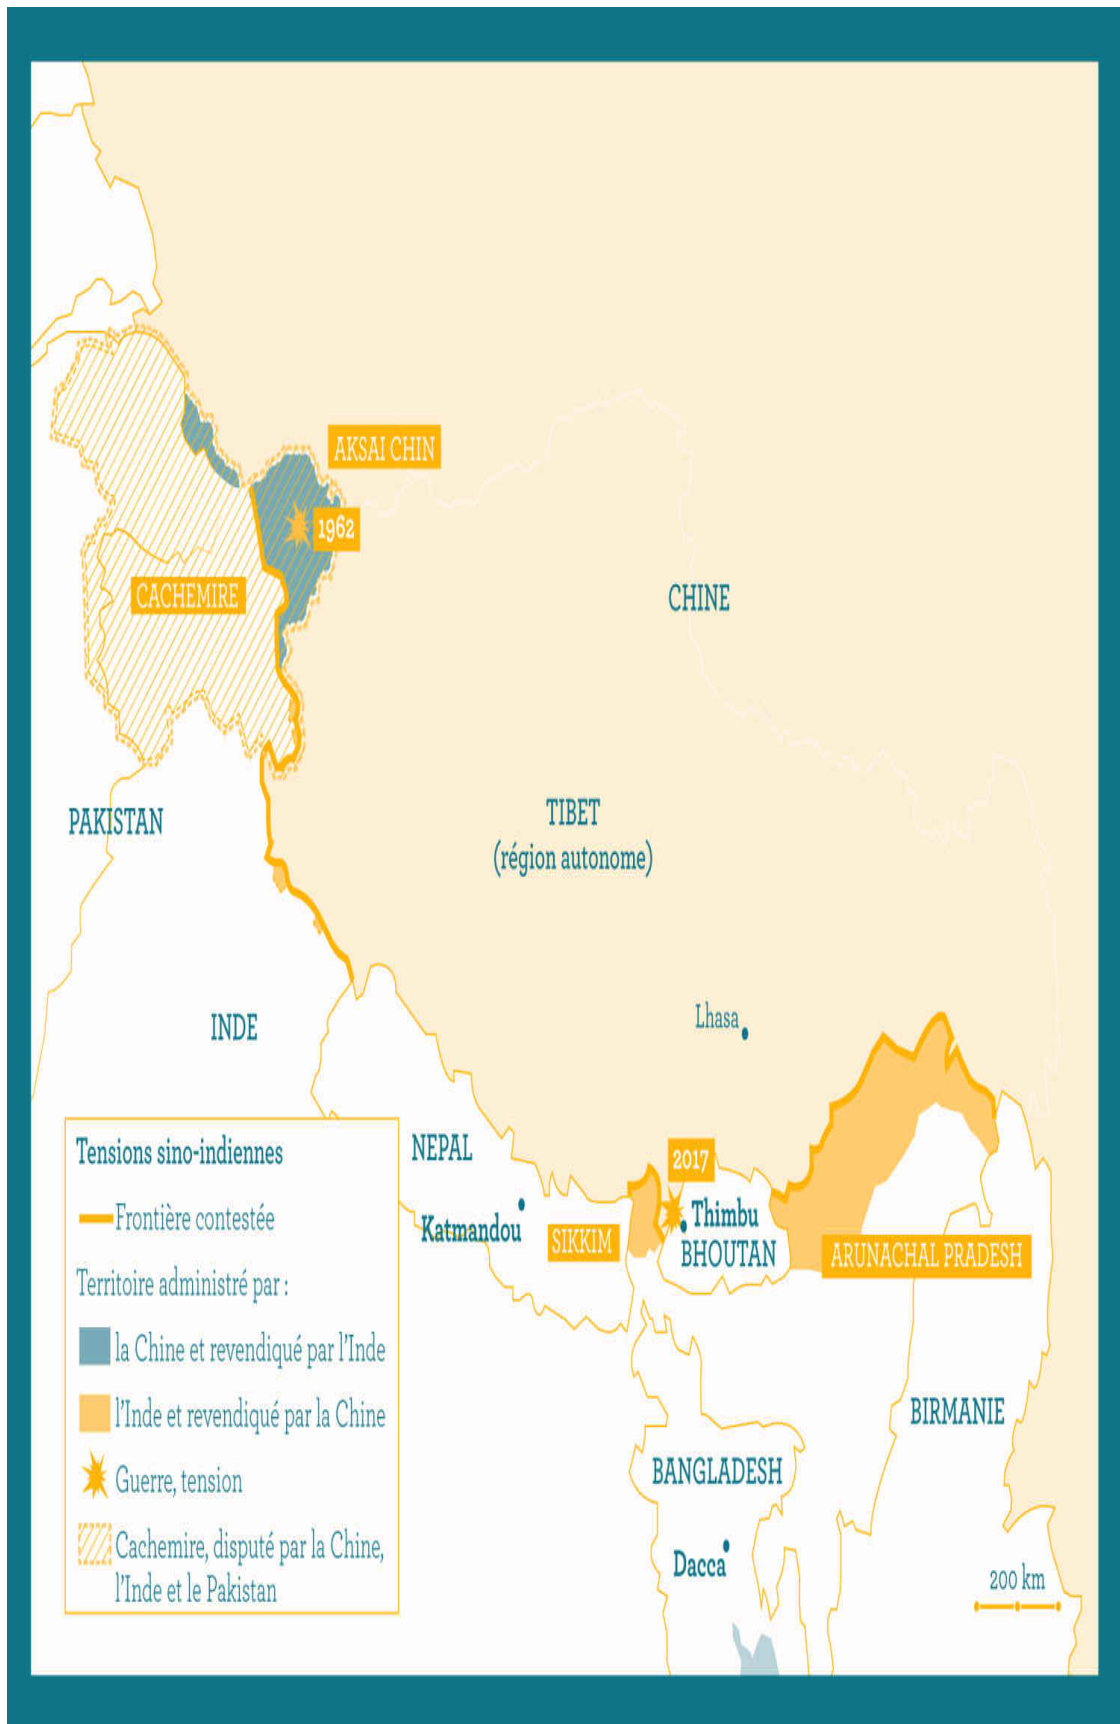 AKSAI CHIN
1962
CACHEMIRE
CHINE
PAKISTAN
TIBET
(région autonome)
INDE
Lhasa
NEPAL
2017
Katmandou
SIKKIM
Thimbu
BHOUTAN
ARUNACHAL PRADESH
Tensions sino-indiennes
Frontière contestée
Territoire administré par :
la Chine et revendiqué par l'Inde
l'Inde et revendiqué par la Chine
Guerre, tension
Cachemire, disputé par la Chine,
l'Inde et le Pakistan
BIRMANIE
BANGLADESH
Dacca
200 km